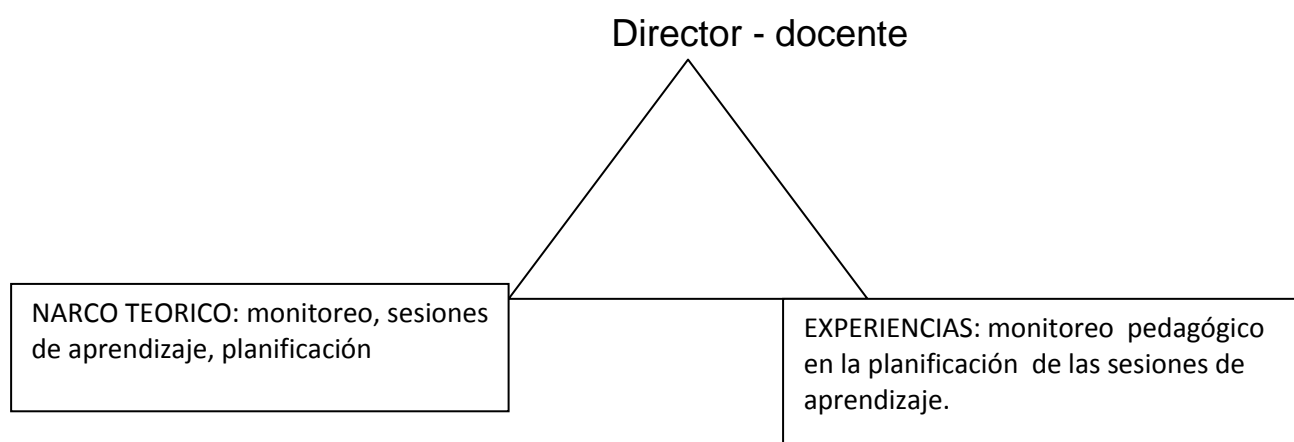 Director - docente
NARCO TEORICO: monitoreo, sesiones
de aprendizaje, planificación
EXPERIENCIAS: monitoreo  pedagógico
en la planificación  de las sesiones de
aprendizaje.